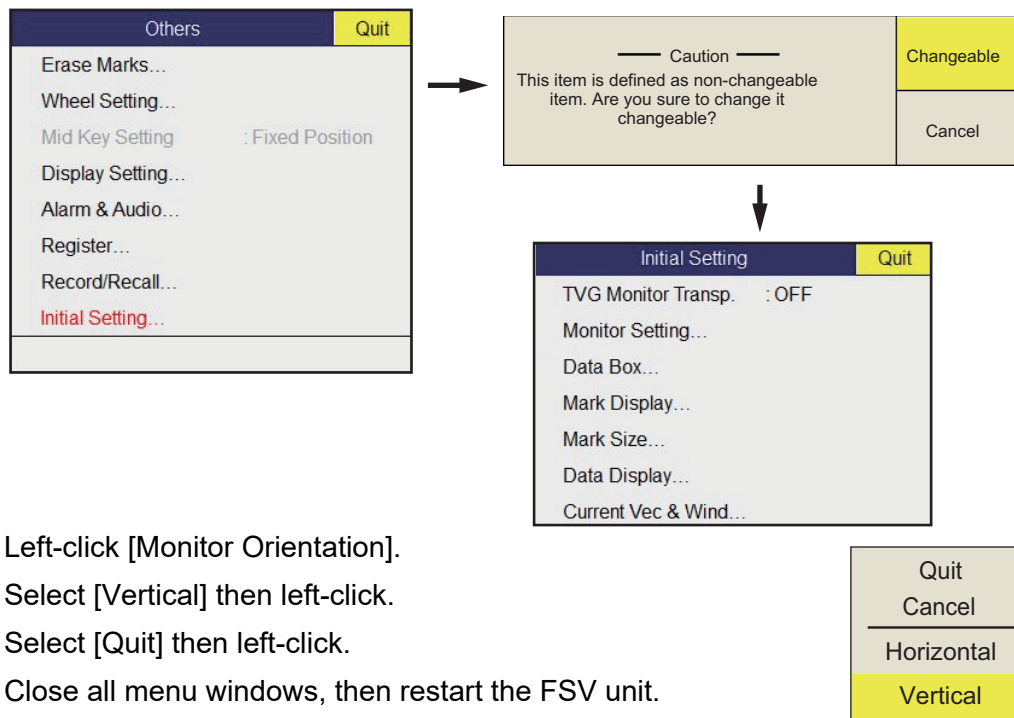 Others Quit
Erase Marks...
Wheel Setting...
Mid Key Setting : Fixed Position
Display Setting...
Alarm & Audio...
Register...
Record/Recall...
Initial Setting...
Caution
This item is defined as non-changeable
item. Are you sure to change it
changeable?
Changeable
Cancel
Initial Setting Quit
TVG Monitor Transp. : OFF
Monitor Setting...
Data Box...
Mark Display...
Mark Size...
Data Display...
Current Vec & Wind...
Left-click [Monitor Orientation].
Select [Vertical] then left-click.
Select [Quit] then left-click.
Close all menu windows, then restart the FSV unit.
Quit
Cancel
Horizontal
Vertical